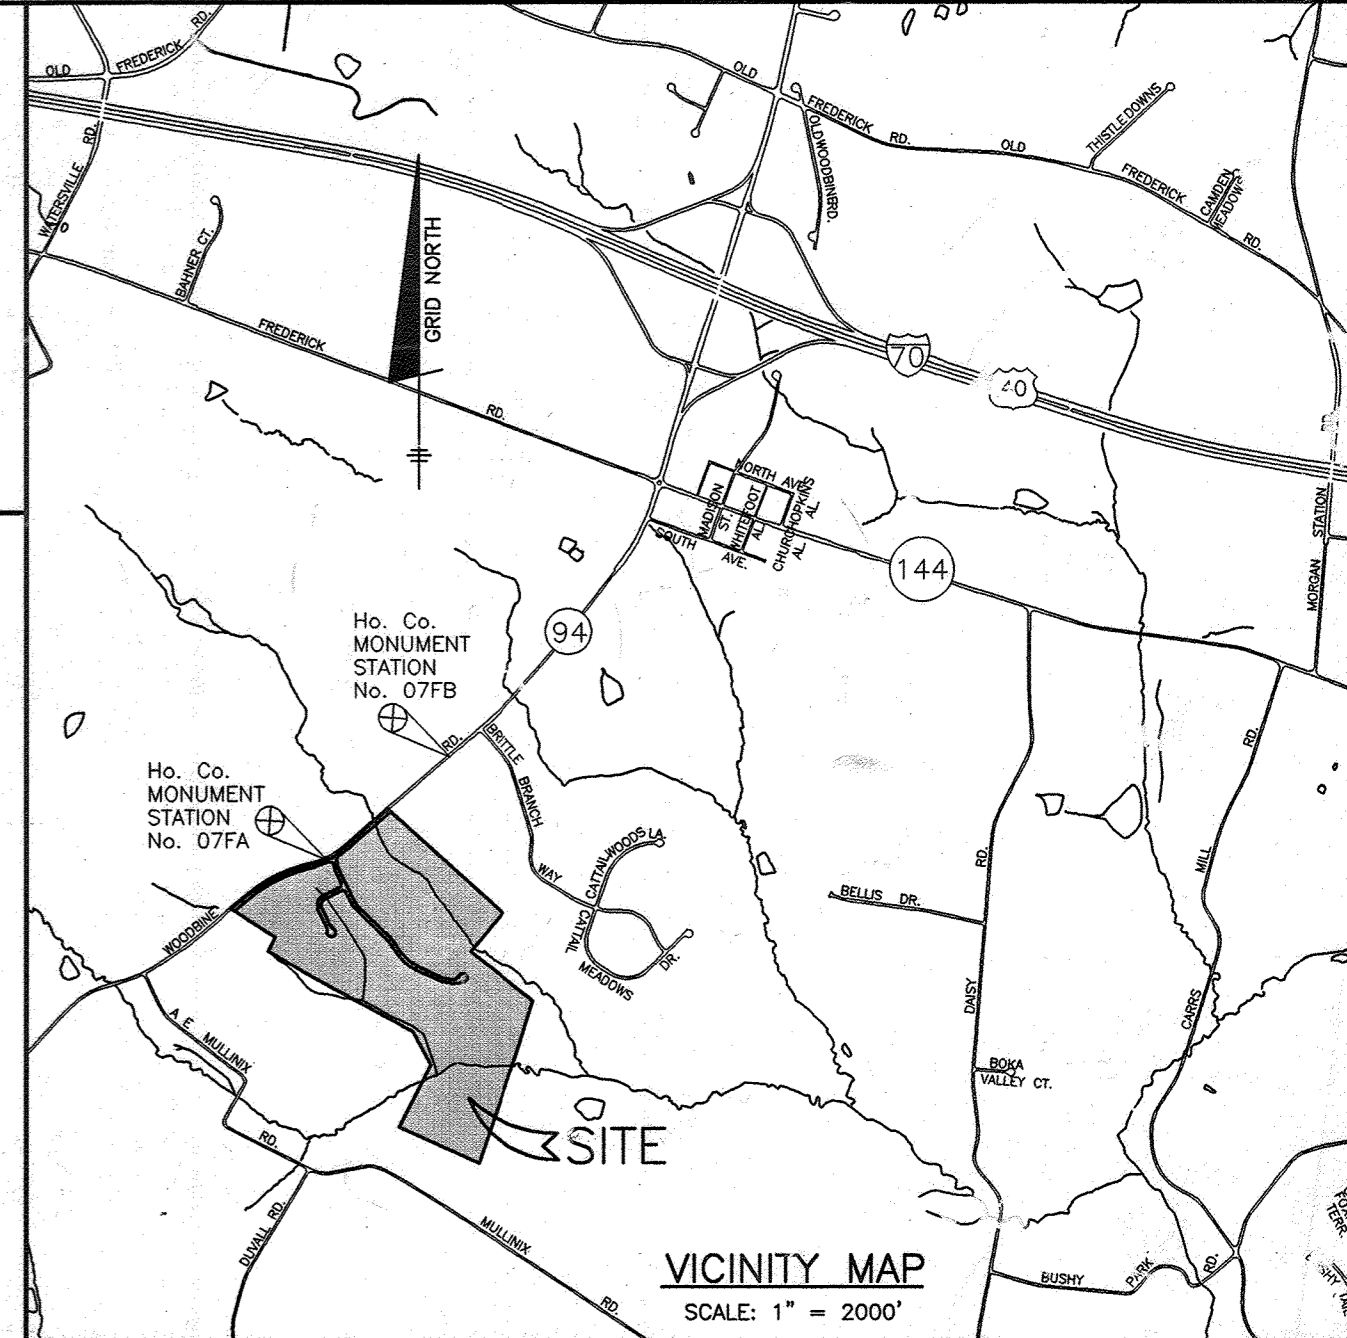 OLD
FREDERICK
RD.
OLD
FREDERICK
RD.
OLD
FREDERICK
RD.
THISTLE DOWNS
CAMDEN
MEADOWS
OLD WOODBINE RD.
WATERSVILLE
RD.
BAHNER CT.
GRID NORTH
FREDERICK
RD.
70
40
NORTH AVE.
MADISON
ST.
WHITEFOOT
AL.
CHURCH
AL.
HOPKINS
AL.
SOUTH
AVE.
144
MORGAN
STATION
RD.
94
Ho. Co.
MONUMENT
STATION
No. 07FB
RD.
Ho. Co.
MONUMENT
STATION
No. 07FA
WOODBINE
BRITTLE
BRANCH
WAY
CATTAIL WOODS LA.
CATTAIL
MEADOWS
DR.
BELLIS DR.
RD.
DAISY
MILL
RD.
CARRS
BOKA
VALLEY CT.
A E
MULLINIX
RD.
SITE
DUVALL RD.
MULLINIX
RD.
BUSHY
PARK
RD.
TERR.
VICINITY MAP
SCALE: 1" = 2000'